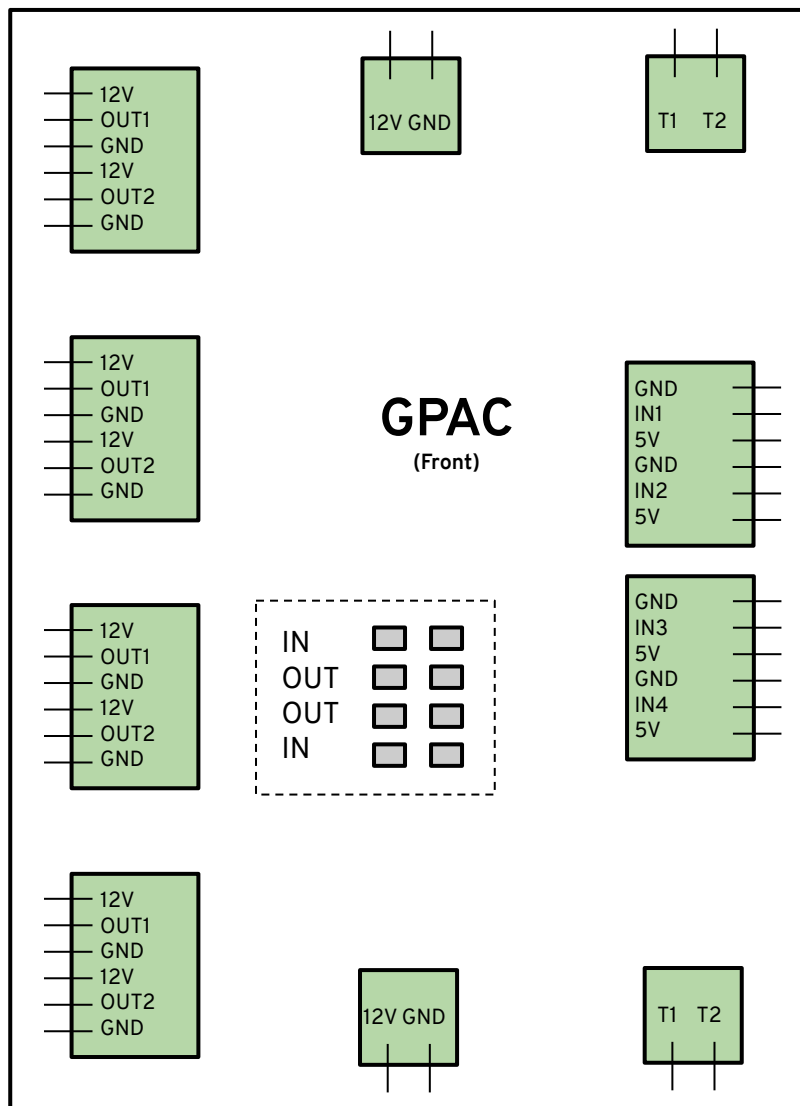 12V
OUT1
GND
12V
OUT2
GND
12V GND
T1 T2
12V
OUT1
GND
12V
OUT2
GND
GPAC
(Front)
GND
IN1
5V
GND
IN2
5V
12V
OUT1
GND
12V
OUT2
GND
IN
OUT
OUT
IN
GND
IN3
5V
GND
IN4
5V
12V
OUT1
GND
12V
OUT2
GND
12V GND
T1 T2